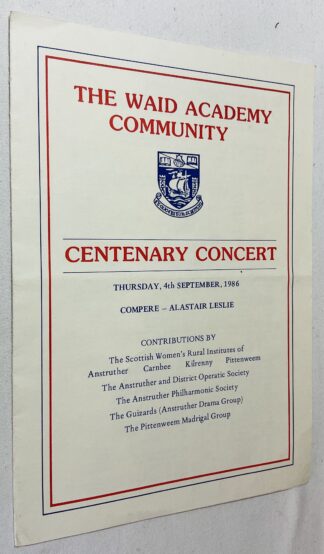 THE WAID ACADEMY
COMMUNITY
CENTENARY CONCERT
THURSDAY, 4th SEPTEMBER, 1986
COMPERE – ALASTAIR LESLIE
CONTRIBUTIONS BY
The Scottish Women's Rural Institutes of
Anstruther Carnbee Kilrenny Pittenweem
The Anstruther and District Operatic Society
The Anstruther Philharmonic Society
The Guizards (Anstruther Drama Group)
The Pittenweem Madrigal Group